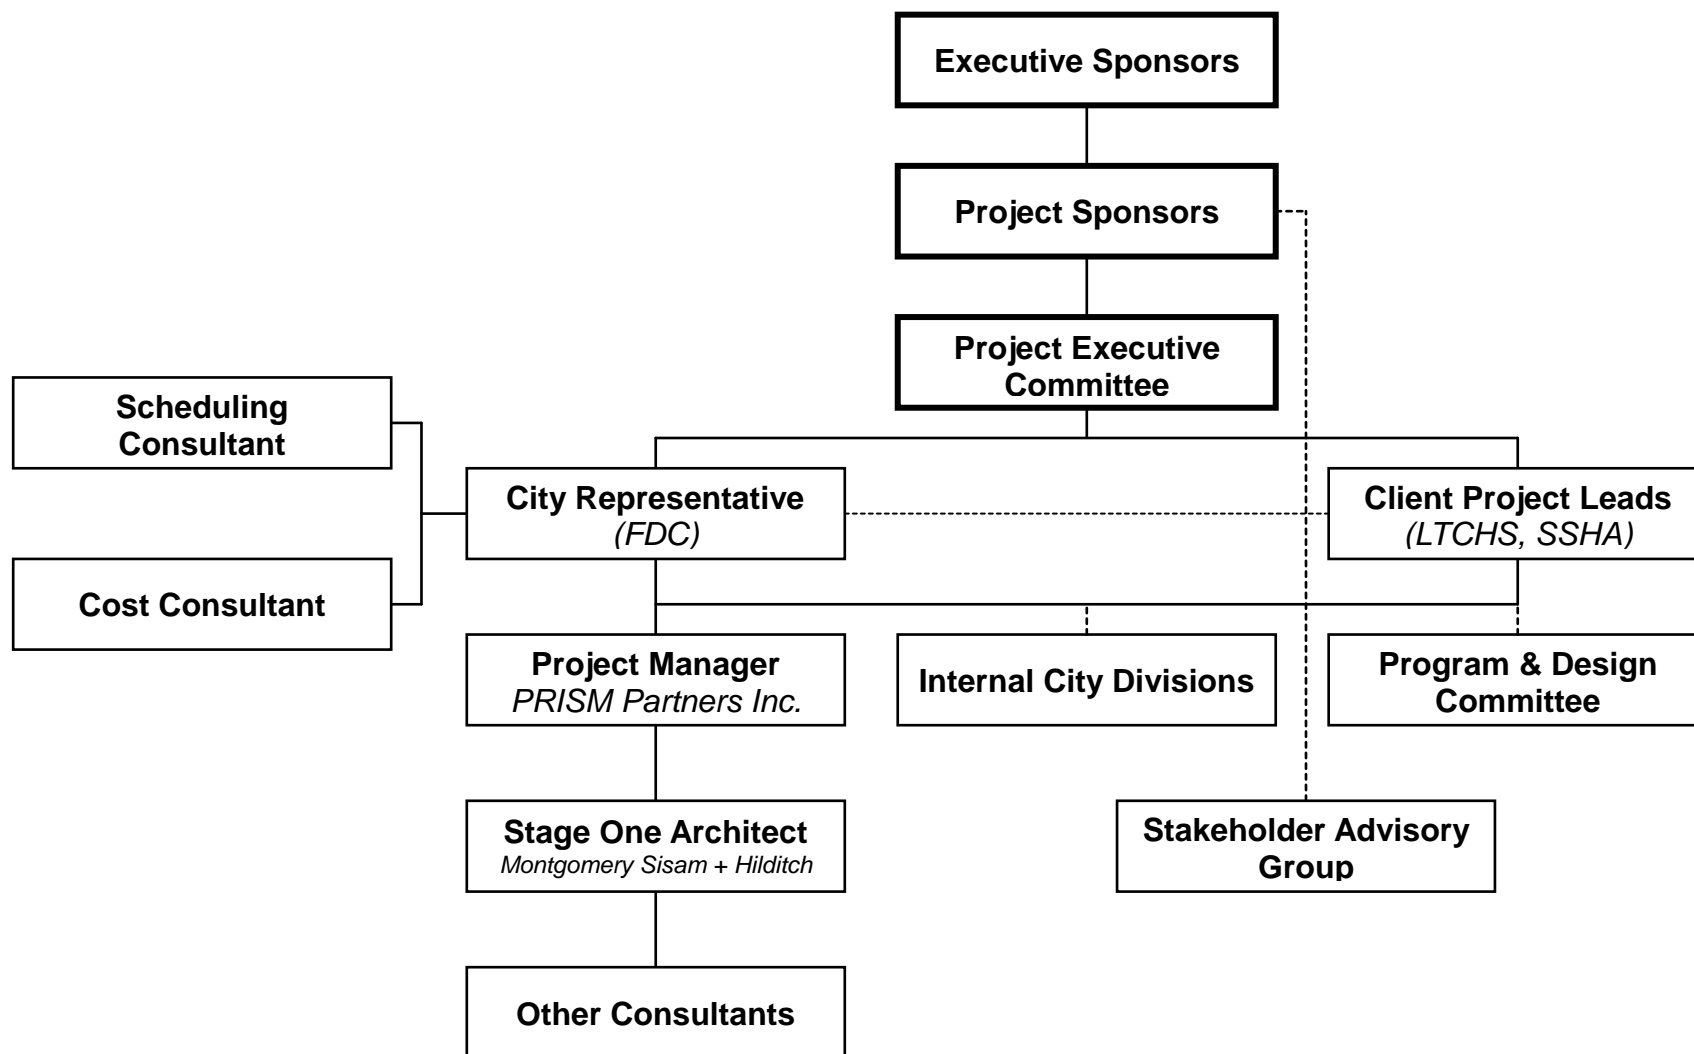 Executive Sponsors
Project Sponsors
Project Executive
Committee
Scheduling
Consultant
City Representative
(FDC)
Client Project Leads
(LTCHS, SSHA)
Cost Consultant
Project Manager
PRISM Partners Inc.
Internal City Divisions
Program & Design
Committee
Stage One Architect
Montgomery Sisam + Hilditch
Stakeholder Advisory
Group
Other Consultants